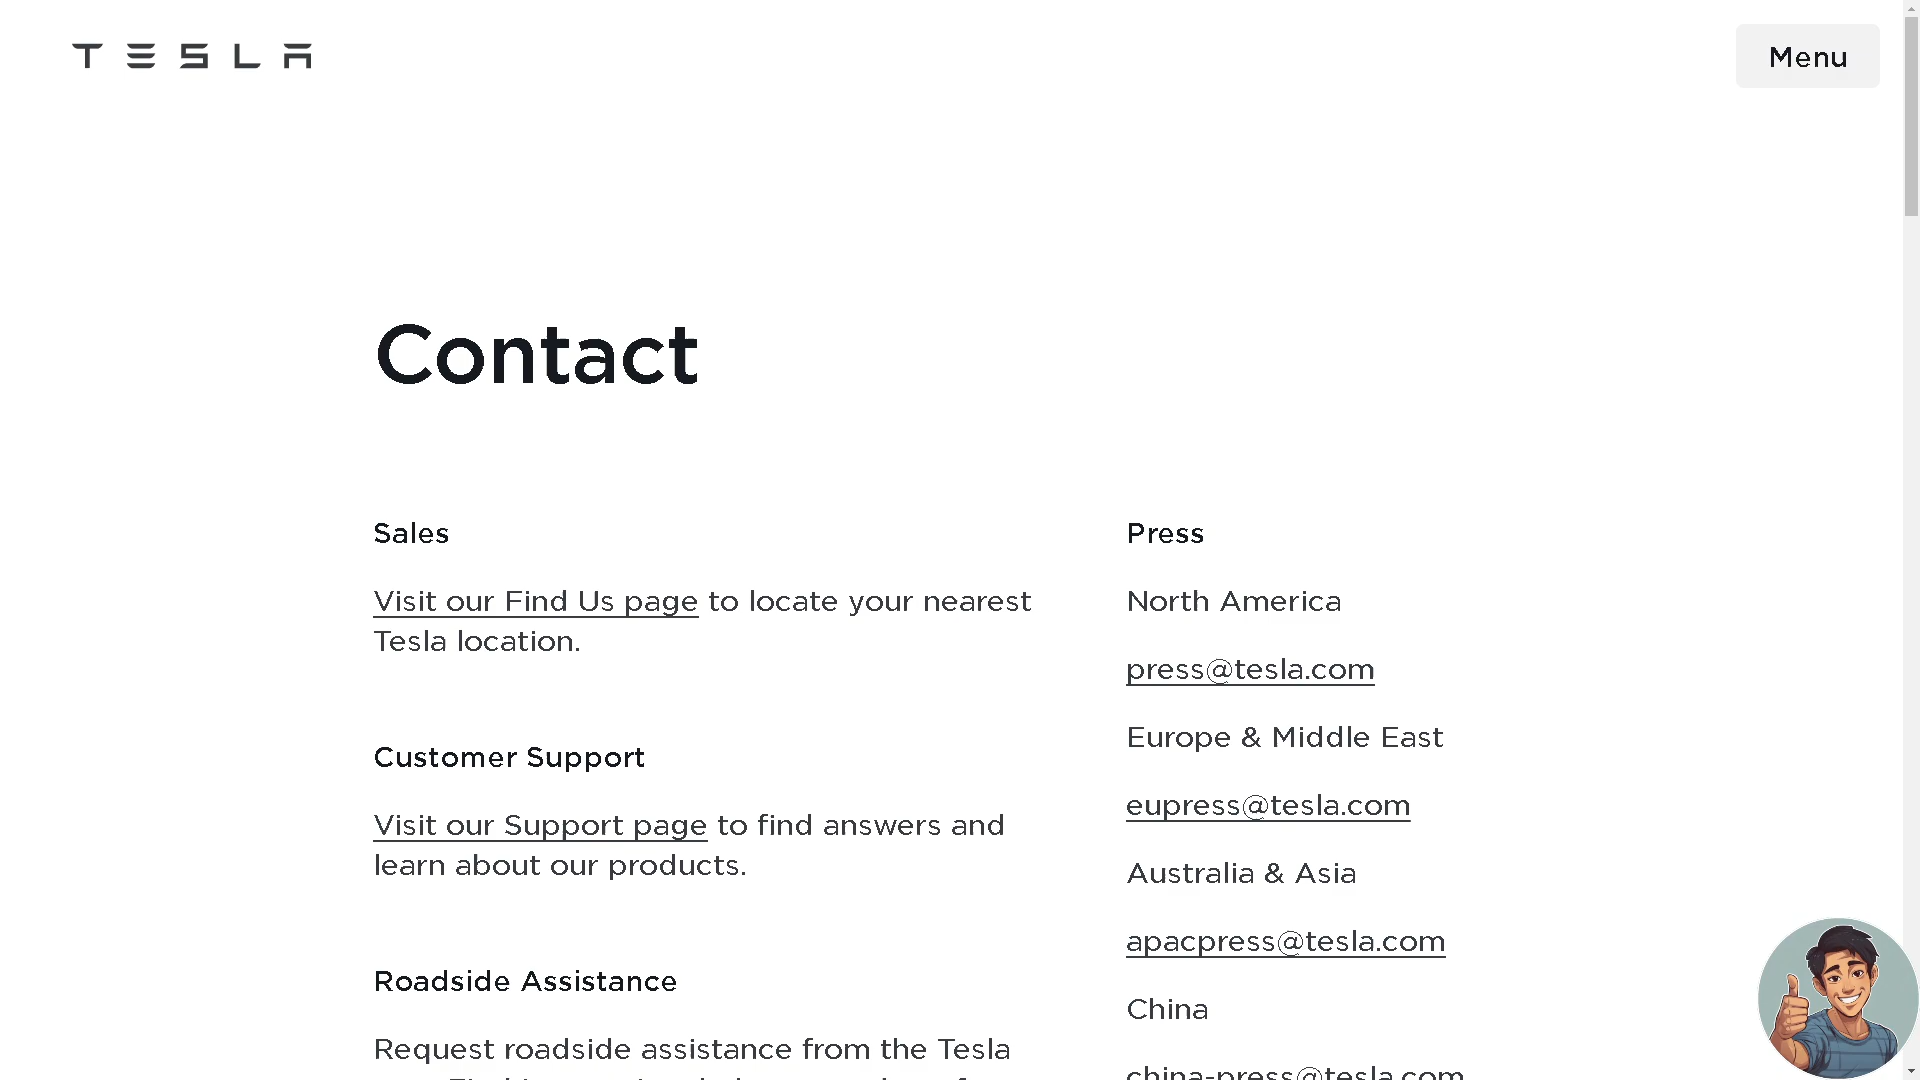 TESLA
Menu
Contact
Sales
Visit our Find Us page to locate your nearest
Tesla location.
Customer Support
Visit our Support page to find answers and
learn about our products.
Roadside Assistance
Request roadside assistance from the Tesla
Press
North America
press@tesla.com
Europe & Middle East
eupress@tesla.com
Australia & Asia
apacpress@tesla.com
China
china-press@tesla.com